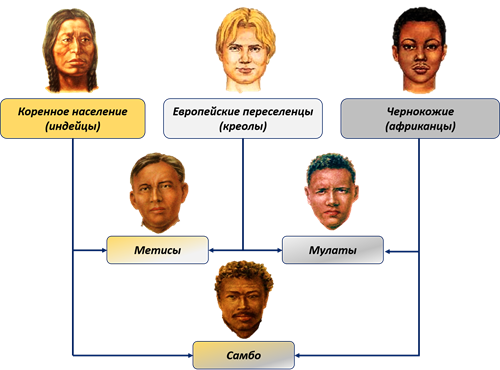 Коренное население
(индейцы)
Европейские переселенцы
(креолы)
Чернокожие
(африканцы)
Метисы
Мулаты
Самбо